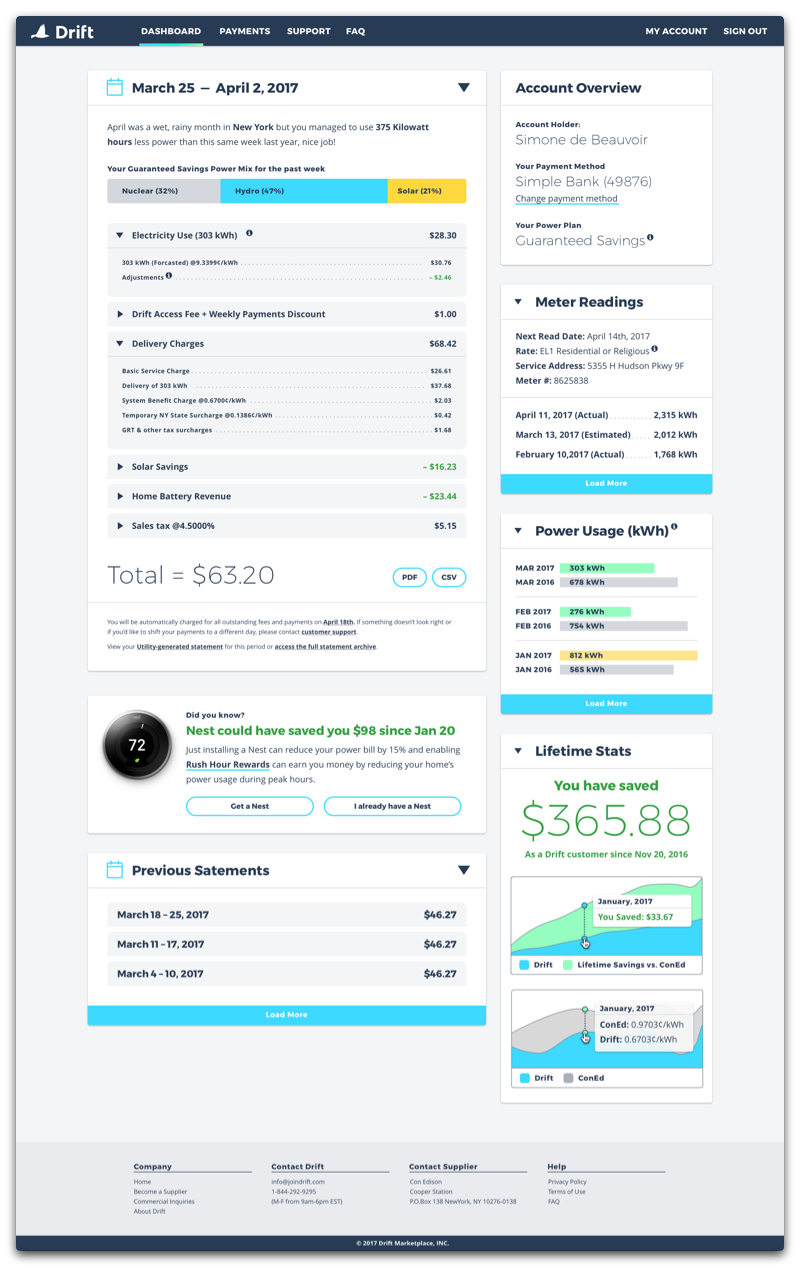 Drift
DASHBOARD
PAYMENTS
SUPPORT
FAQ
MY ACCOUNT
SIGN OUT
March 25 — April 2, 2017
April was a wet, rainy month in New York but you managed to use 375 Kilowatt
hours less power than this same week last year, nice job!
Your Guaranteed Savings Power Mix for the past week
Nuclear (32%)
Hydro (47%)
Solar (21%)
Electricity Use (303 kWh) $28.30
303 kWh (Forcasted) @9.3399¢/kWh $30.76
Adjustments – $2.46
Drift Access Fee + Weekly Payments Discount $1.00
Delivery Charges $68.42
Basic Service Charge $26.61
Delivery of 303 kWh $37.68
System Benefit Charge @0.6700¢/kWh $2.03
Temporary NY State Surcharge @0.1386¢/kWh $0.42
GRT & other tax surcharges $1.68
Solar Savings – $16.23
Home Battery Revenue – $23.44
Sales tax @4.5000% $5.15
Total = $63.20
PDF
CSV
You will be automatically charged for all outstanding fees and payments on April 18th. If something doesn't look right or
if you'd like to shift your payments to a different day, please contact customer support.
View your Utility-generated statement for this period or access the full statement archive.
72
Did you know?
Nest could have saved you $98 since Jan 20
Just installing a Nest can reduce your power bill by 15% and enabling
Rush Hour Rewards can earn you money by reducing your home's
power usage during peak hours.
Get a Nest
I already have a Nest
Previous Satements
March 18 – 25, 2017 $46.27
March 11 – 17, 2017 $46.27
March 4 – 10, 2017 $46.27
Load More
Account Overview
Account Holder:
Simone de Beauvoir
Your Payment Method
Simple Bank (49876)
Change payment method
Your Power Plan
Guaranteed Savings
Meter Readings
Next Read Date: April 14th, 2017
Rate: EL1 Residential or Religious
Service Address: 5355 H Hudson Pkwy 9F
Meter #: 8625838
April 11, 2017 (Actual) 2,315 kWh
March 13, 2017 (Estimated) 2,012 kWh
February 10,2017 (Actual) 1,768 kWh
Load More
Power Usage (kWh)
MAR 2017 303 kWh
MAR 2016 678 kWh
FEB 2017 276 kWh
FEB 2016 754 kWh
JAN 2017 812 kWh
JAN 2016 565 kWh
Load More
Lifetime Stats
You have saved
$365.88
As a Drift customer since Nov 20, 2016
January, 2017
You Saved: $33.67
Drift
Lifetime Savings vs. ConEd
January, 2017
ConEd: 0.9703¢/kWh
Drift: 0.6703¢/kWh
Drift
ConEd
Company
Home
Become a Supplier
Commercial Inquiries
About Drift
Contact Drift
info@joindrift.com
1-844-292-9295
(M-F from 9am-6pm EST)
Contact Supplier
Con Edison
Cooper Station
P.O.Box 138 NewYork, NY 10276-0138
Help
Privacy Policy
Terms of Use
FAQ
© 2017 Drift Marketplace, INC.